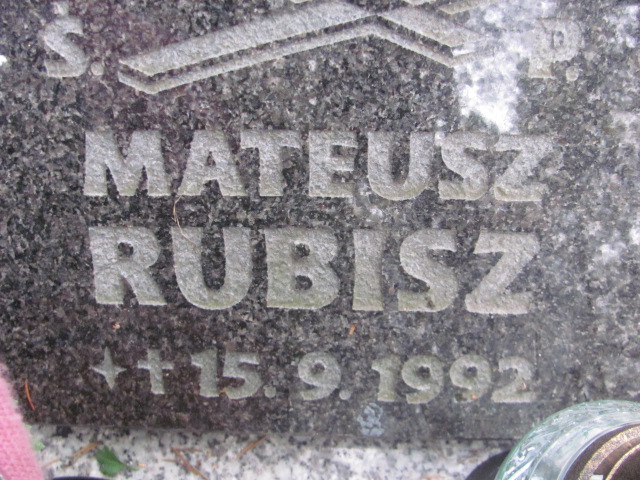 Ś. P.
MATEUSZ
RUBISZ
✦ ✝ 15. 9. 1992